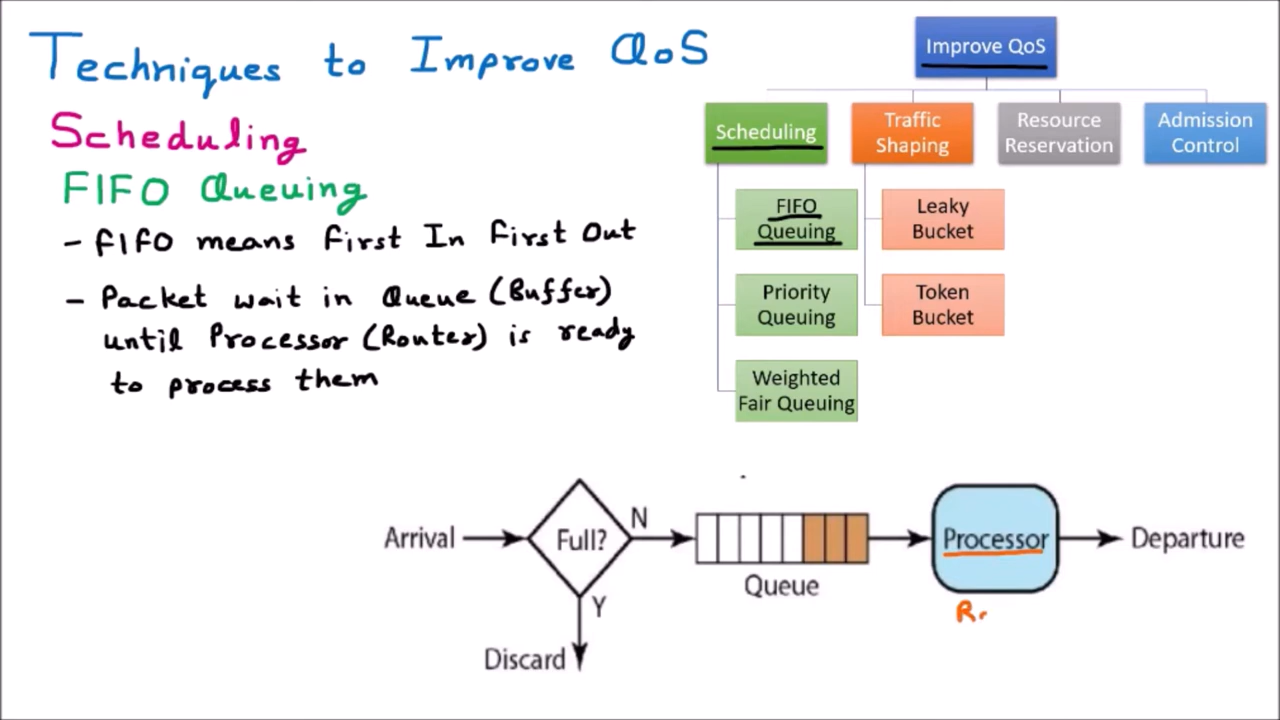 Techniques to Improve QoS
Scheduling
FIFO Queuing
- FIFO means First In First Out
- Packet wait in Queue (Buffer)
until Processor (Router) is ready
to process them
Improve QoS
Scheduling
Traffic
Shaping
Resource
Reservation
Admission
Control
FIFO
Queuing
Leaky
Bucket
Priority
Queuing
Token
Bucket
Weighted
Fair Queuing
Arrival
Full?
N
Y
Discard
Queue
Processor
R
Departure